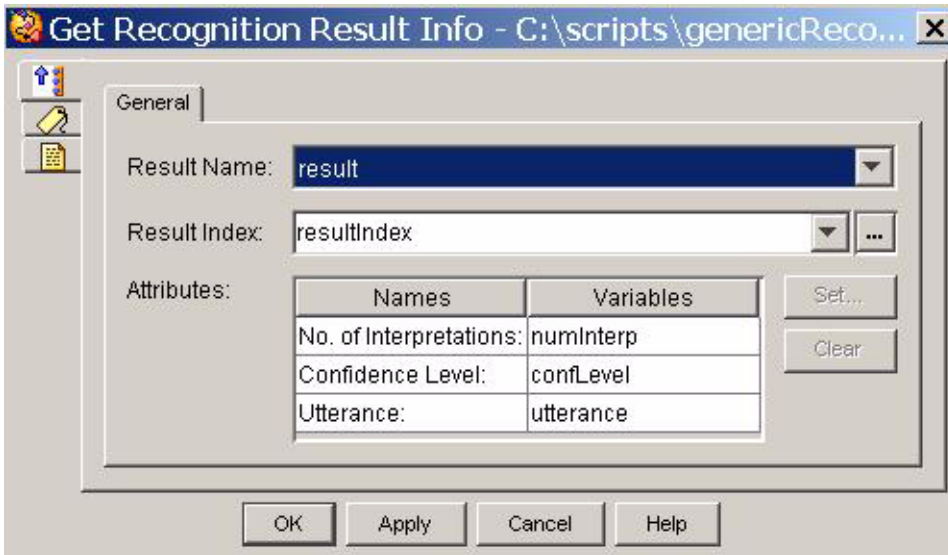 Get Recognition Result Info - C:\scripts\genericReco...
General
Result Name: result
Result Index: resultIndex ...
Attributes: Names Variables Set...
No. of Interpretations: numInterp Clear
Confidence Level: confLevel
Utterance: utterance
OK Apply Cancel Help